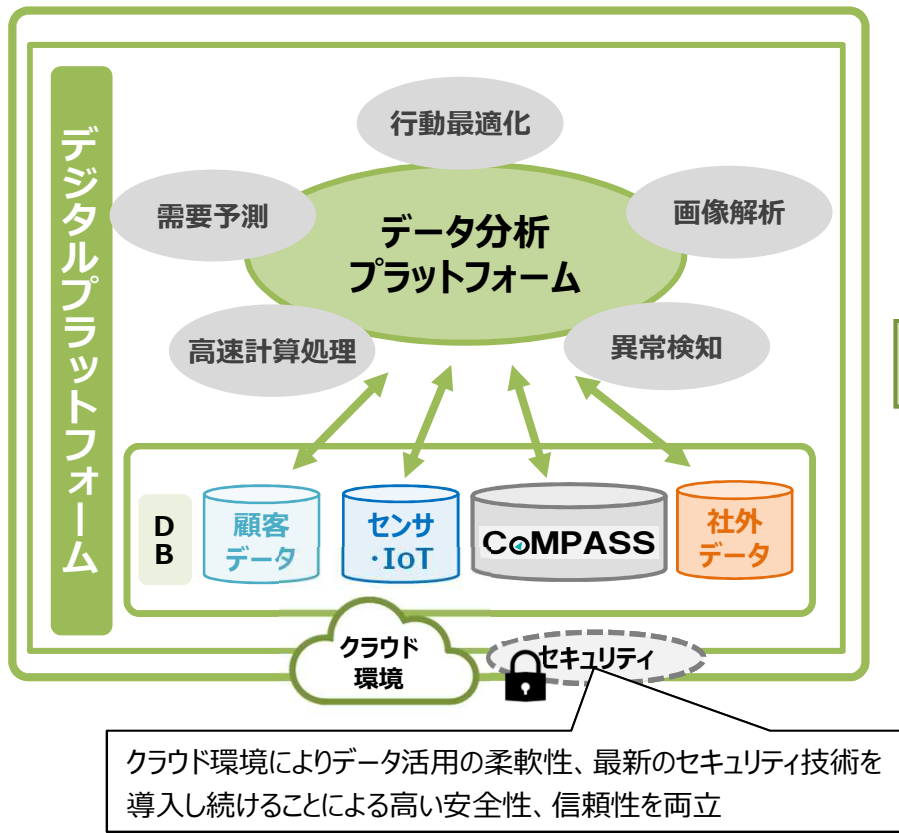 デジタルプラットフォーム
行動最適化
需要予測
画像解析
データ分析
プラットフォーム
高速計算処理
異常検知
D
B
顧客
データ
センサ
・IoT
CoMPASS
社外
データ
クラウド
環境
セキュリティ
クラウド環境によりデータ活用の柔軟性、最新のセキュリティ技術を
導入し続けることによる高い安全性、信頼性を両立